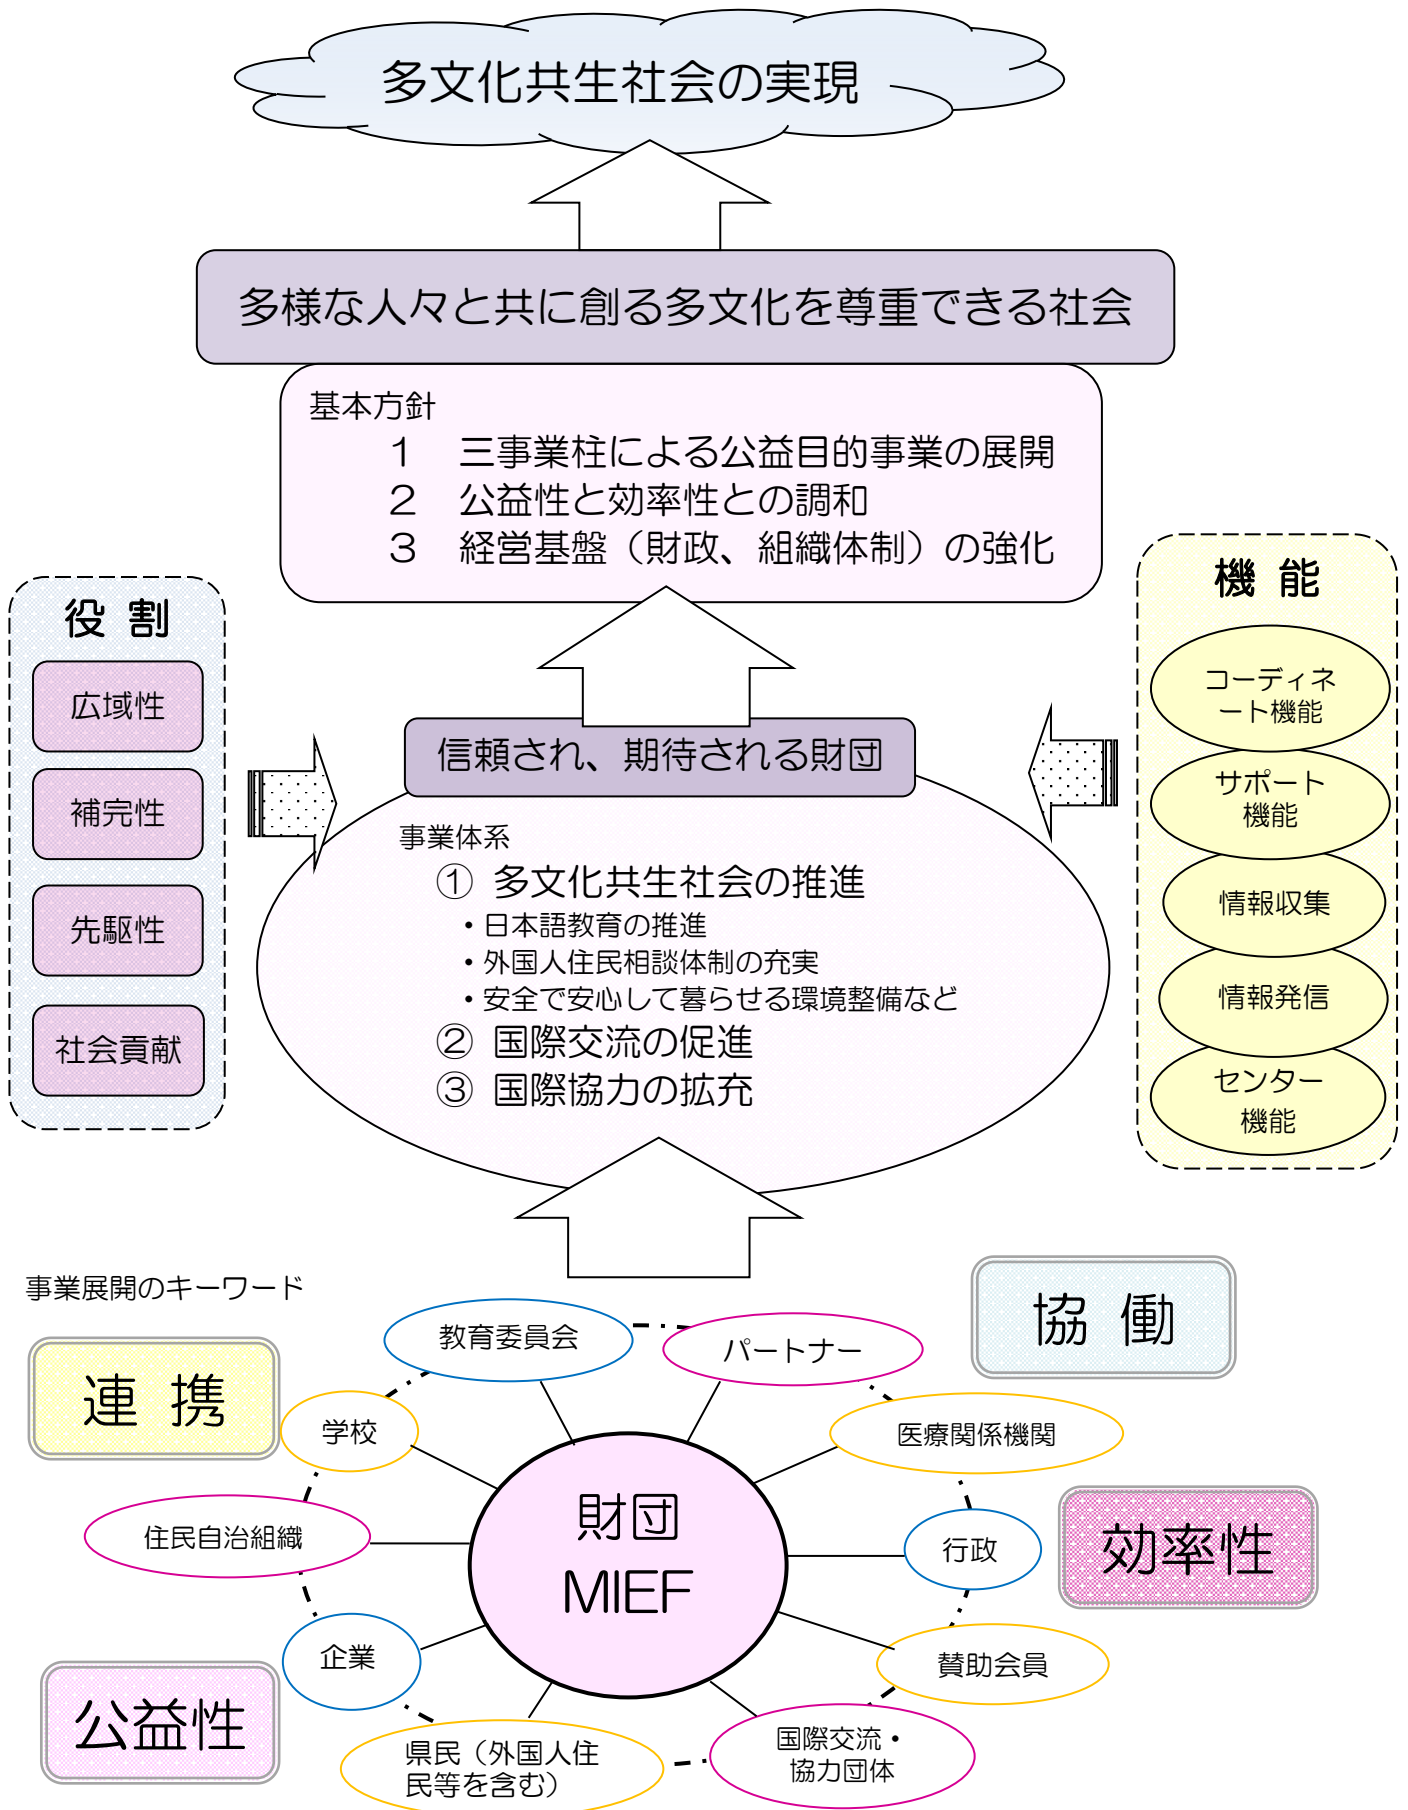 多文化共生社会の実現
多様な人々と共に創る多文化を尊重できる社会
基本方針
１　三事業柱による公益目的事業の展開
２　公益性と効率性との調和
３　経営基盤（財政、組織体制）の強化
役 割
広域性
補完性
先駆性
社会貢献
信頼され、期待される財団
事業体系
① 多文化共生社会の推進
・日本語教育の推進
・外国人住民相談体制の充実
・安全で安心して暮らせる環境整備など
② 国際交流の促進
③ 国際協力の拡充
機 能
コーディネ
ート機能
サポート
機能
情報収集
情報発信
センター
機能
事業展開のキーワード
連 携
協 働
効率性
公益性
教育委員会
パートナー
学校
医療関係機関
住民自治組織
行政
企業
賛助会員
県民（外国人住
民等を含む）
国際交流・
協力団体
財団
MIEF